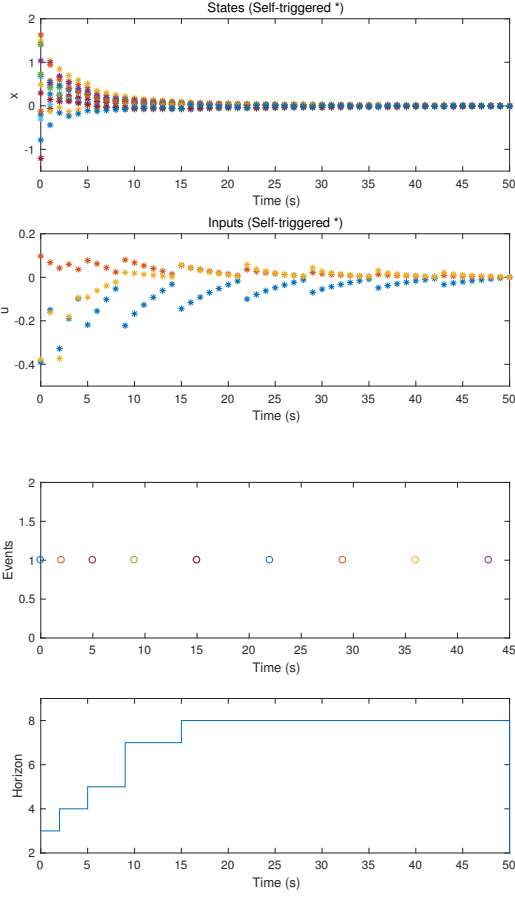 States (Self-triggered *)
2
1
0
-1
x
0 5 10 15 20 25 30 35 40 45 50
Time (s)
Inputs (Self-triggered *)
0.2
0
-0.2
-0.4
u
0 5 10 15 20 25 30 35 40 45 50
Time (s)
2
1.5
1
0.5
0
Events
0 5 10 15 20 25 30 35 40 45
Time (s)
8
6
4
2
Horizon
0 5 10 15 20 25 30 35 40 45 50
Time (s)